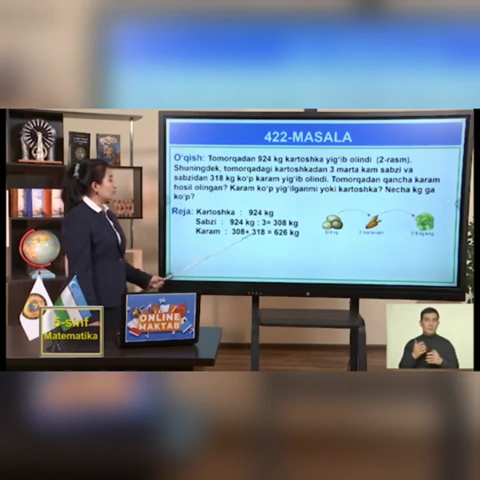 422-MASALA
O'qish: Tomorqadan 924 kg kartoshka yig'ib olindi (2-rasm).
Shuningdek, tomorqadagi kartoshkadan 3 marta kam sabzi va
sabzidan 318 kg ko'p karam yig'ib olindi. Tomorqadan qancha karam
hosil olingan? Karam ko'p yig'ilganmi yoki kartoshka? Necha kg ga
ko'p?
Reja: Kartoshka : 924 kg
Sabzi : 924 kg : 3= 308 kg
Karam : 308+ 318 = 626 kg
ONLINE
MAKTAB
5-sinf
Matematika